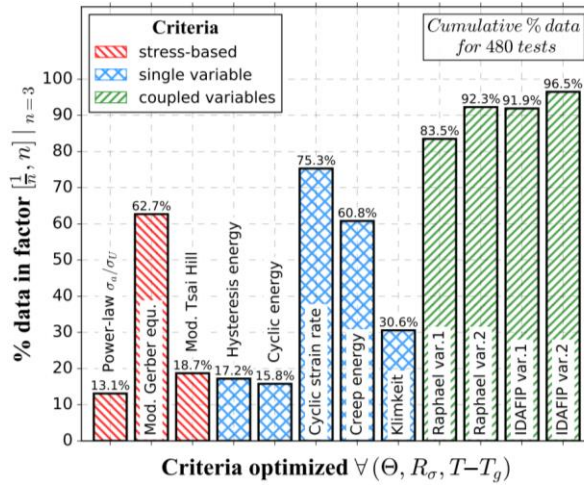 Criteria
stress-based
single variable
coupled variables
Cumulative % data
for 480 tests
% data in factor [1/n, n] | n=3
100
90
80
70
60
50
40
30
20
10
0
13.1%
62.7%
18.7%
17.2%
15.8%
75.3%
60.8%
30.6%
83.5%
92.3%
91.9%
96.5%
Power-law σₐ/σ_U
Mod. Gerber equ.
Mod. Tsai Hill
Hysteresis energy
Cyclic energy
Cyclic strain rate
Creep energy
Klimkeit
Raphael var.1
Raphael var.2
IDAFIP var.1
IDAFIP var.2
Criteria optimized ∀ (Θ, R_σ, T−T_g)